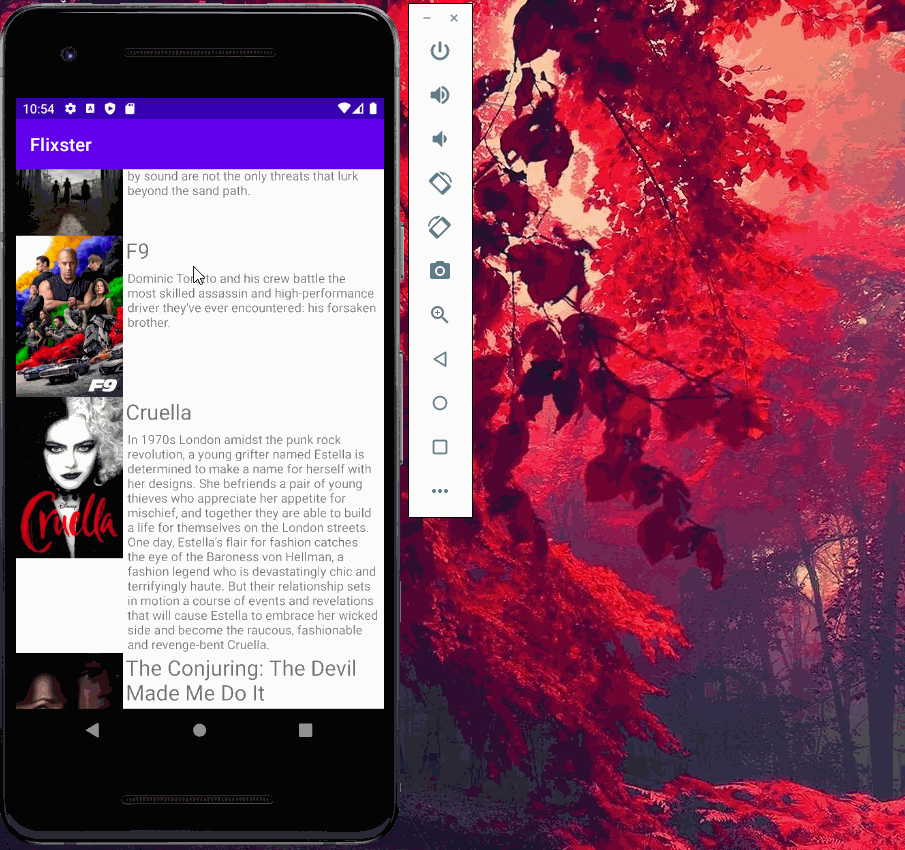 10:54
Flixster
by sound are not the only threats that lurk
beyond the sand path.
F9
Dominic Toretto and his crew battle the
most skilled assassin and high-performance
driver they've ever encountered: his forsaken
brother.
F9
Cruella
In 1970s London amidst the punk rock
revolution, a young grifter named Estella is
determined to make a name for herself with
her designs. She befriends a pair of young
thieves who appreciate her appetite for
mischief, and together they are able to build
a life for themselves on the London streets.
One day, Estella's flair for fashion catches
the eye of the Baroness von Hellman, a
fashion legend who is devastatingly chic and
terrifyingly haute. But their relationship sets
in motion a course of events and revelations
that will cause Estella to embrace her wicked
side and become the raucous, fashionable
and revenge-bent Cruella.
Disney
Cruella
The Conjuring: The Devil
Made Me Do It